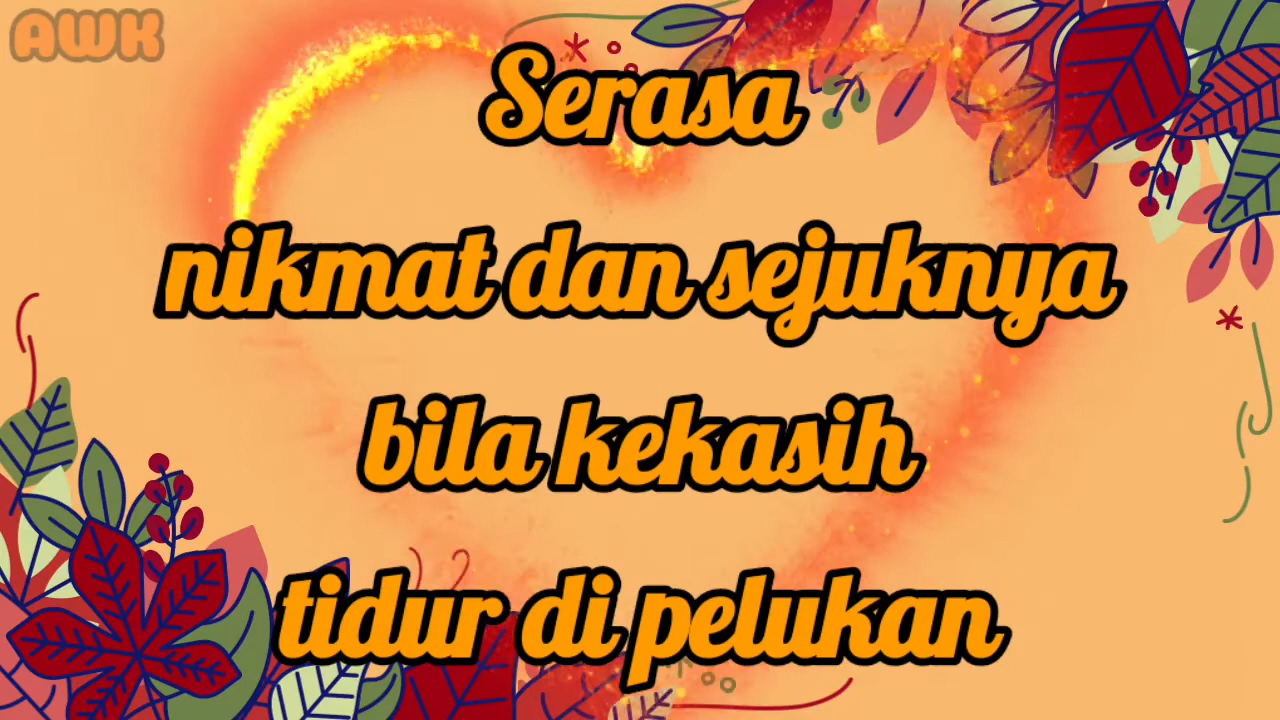 AWK
Serasa
nikmat dan sejuknya
bila kekasih
tidur di pelukan